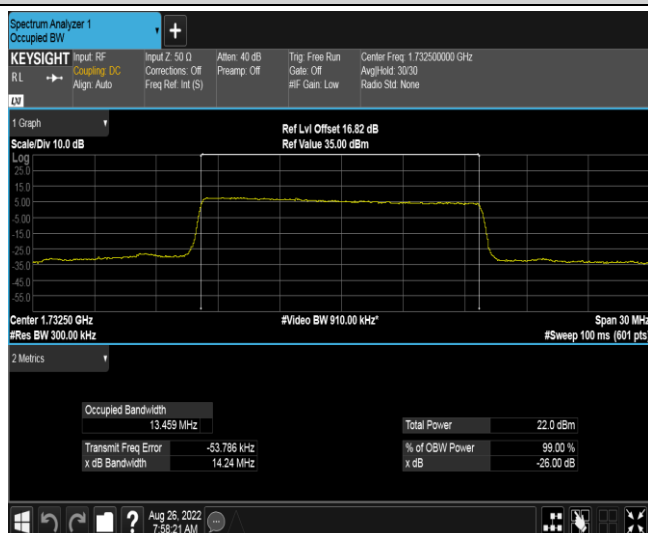 Spectrum Analyzer 1
Occupied BW
+
KEYSIGHT
R L
LXI
Input: RF
Coupling: DC
Align: Auto
Input Z: 50 Ω
Corrections: Off
Freq Ref: Int (S)
Atten: 40 dB
Preamp: Off
Trig: Free Run
Gate: Off
#IF Gain: Low
Center Freq: 1.732500000 GHz
Avg|Hold: 30/30
Radio Std: None
1 Graph
Scale/Div 10.0 dB
Ref Lvl Offset 16.82 dB
Ref Value 35.00 dBm
Log
25.0
15.0
5.00
-5.00
-15.0
-25.0
-35.0
-45.0
-55.0
Center 1.73250 GHz
#Video BW 910.00 kHz*
Span 30 MHz
#Res BW 300.00 kHz
#Sweep 100 ms (601 pts)
2 Metrics
Occupied Bandwidth
13.459 MHz
Total Power 22.0 dBm
Transmit Freq Error -53.786 kHz
% of OBW Power 99.00 %
x dB Bandwidth 14.24 MHz
x dB -26.00 dB
?
Aug 26, 2022
7:58:21 AM